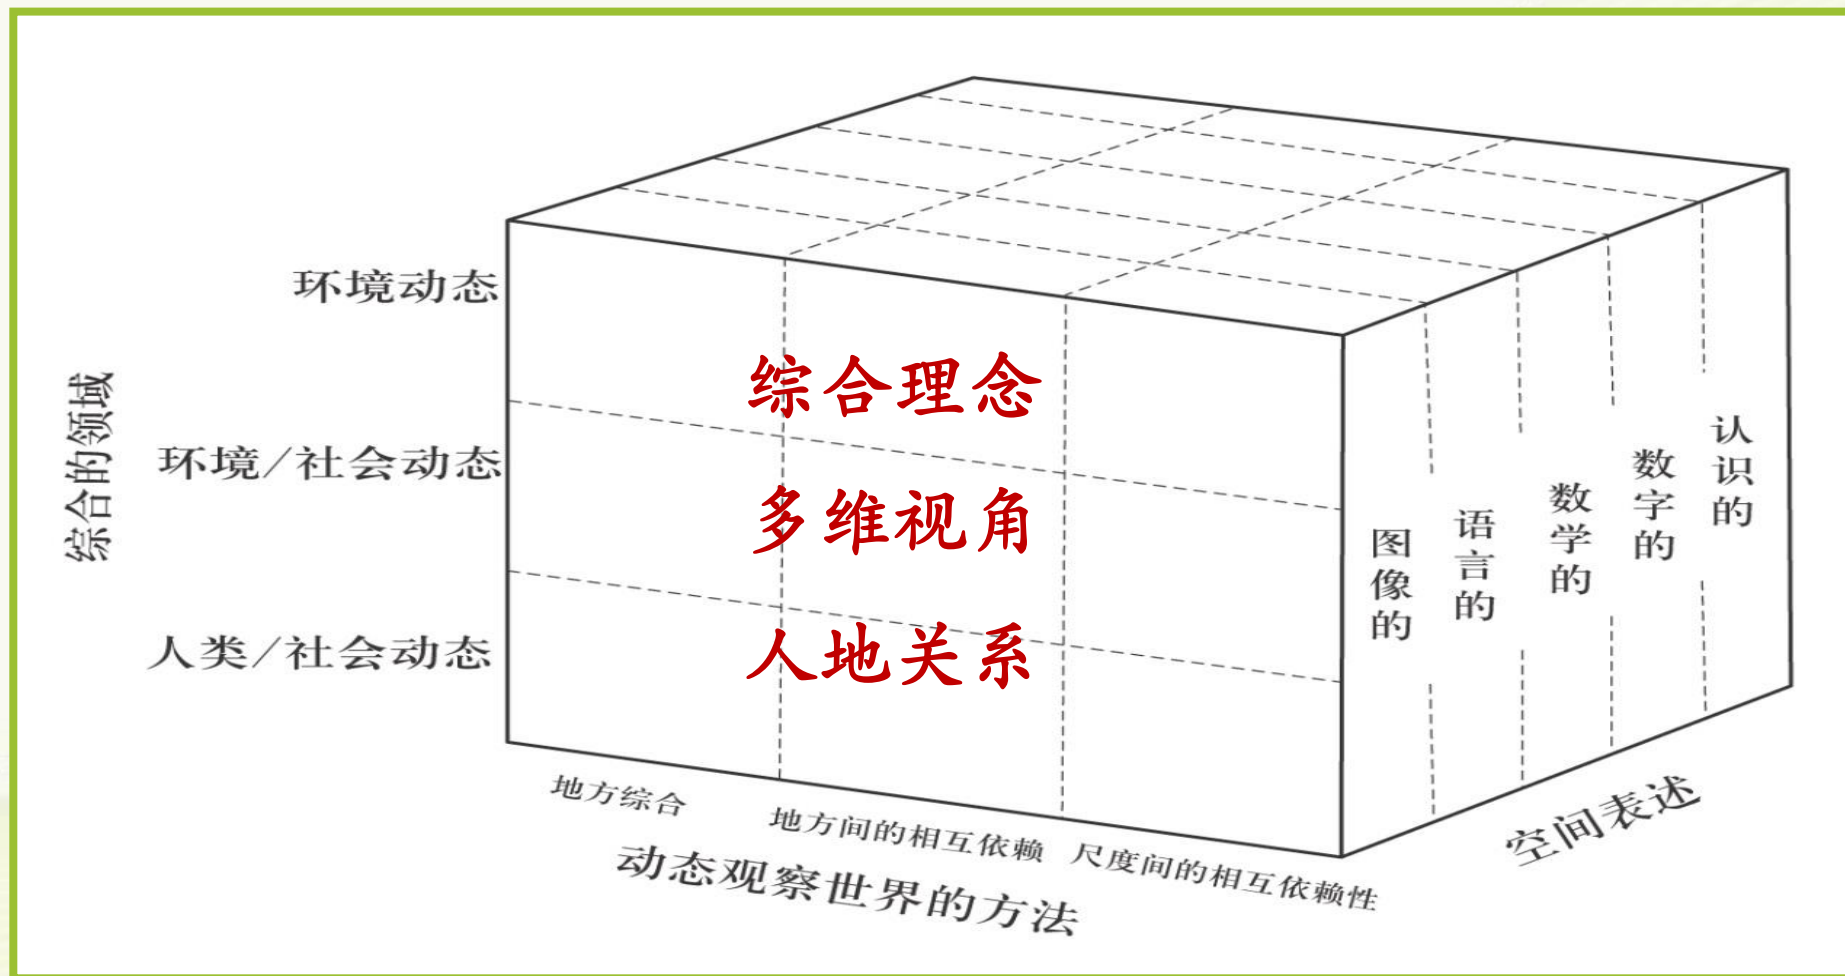 综合的领域
环境动态
环境/社会动态
人类/社会动态
综合理念
多维视角
人地关系
图像的
语言的
数学的
数字的
认识的
地方综合
地方间的相互依赖
尺度间的相互依赖性
动态观察世界的方法
空间表述